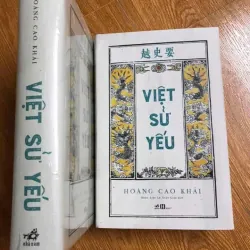 HOÀNG CAO KHẢI
VIỆT SỬ YẾU
越史要
VIỆT
SỬ
YẾU
HOÀNG CAO KHẢI